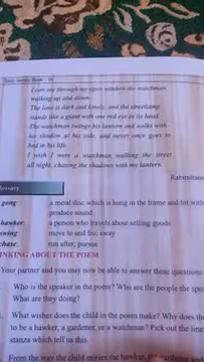 I can see through my open window the watchman
walking up and down.
The lane is dark and lonely, and the street-lamp
stands like a giant with one red eye in its head.
The watchman swings his lantern and walks with
his shadow at his side, and never once goes to
bed in his life.
I wish I were a watchman walking the street
all night, chasing the shadows with my lantern.
gong a metal disc which is hung in the frame and hit with
produce sound
hawker a person who travels about selling goods
swing move to and fro; sway
chase run after; pursue
INKING ABOUT THE POEM
Your partner and you may now be able to answer these questions
Who is the speaker in the poem? Who are the people the
What are they doing?
What wishes does the child in the poem make? Why does the
to be a hawker, a gardener, or a watchman? Pick out the lines
stanza which tell us this
From the way the child envies the hawker, the